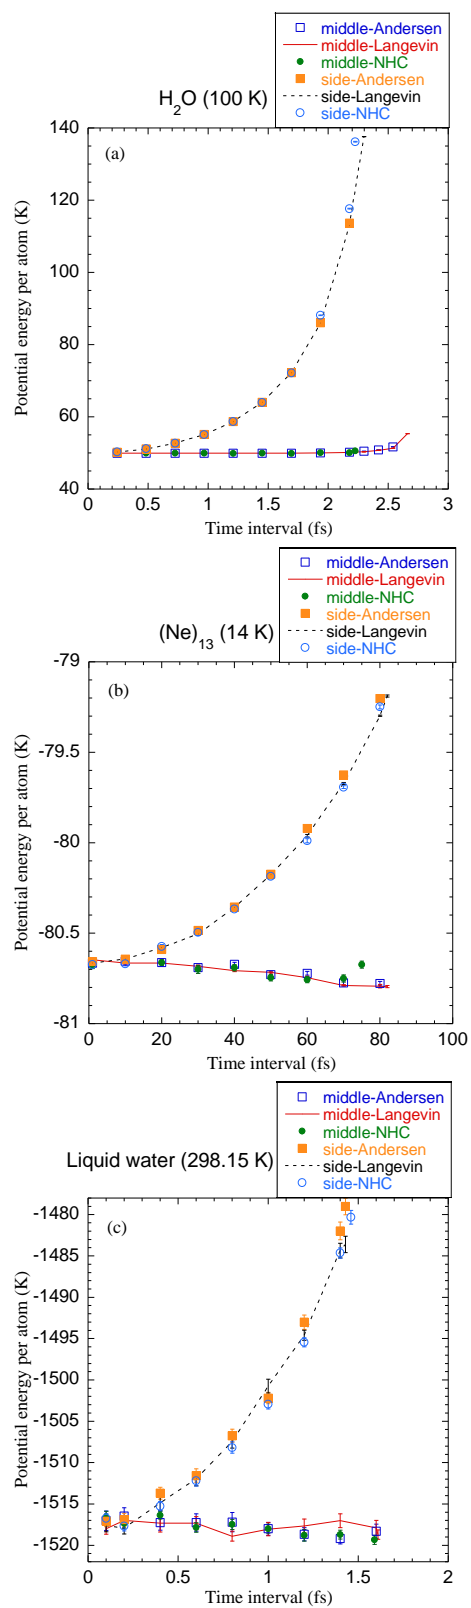 middle-Andersen
middle-Langevin
middle-NHC
side-Andersen
side-Langevin
side-NHC
H₂O (100 K)
140
(a)
120
100
80
60
40
Potential energy per atom (K)
0 0.5 1 1.5 2 2.5 3
Time interval (fs)
middle-Andersen
middle-Langevin
middle-NHC
side-Andersen
side-Langevin
side-NHC
(Ne)₁₃ (14 K)
-79
(b)
-79.5
-80
-80.5
-81
Potential energy per atom (K)
0 20 40 60 80 100
Time interval (fs)
middle-Andersen
middle-Langevin
middle-NHC
side-Andersen
side-Langevin
side-NHC
Liquid water (298.15 K)
-1480
(c)
-1485
-1490
-1495
-1500
-1505
-1510
-1515
-1520
Potential energy per atom (K)
0 0.5 1 1.5 2
Time interval (fs)